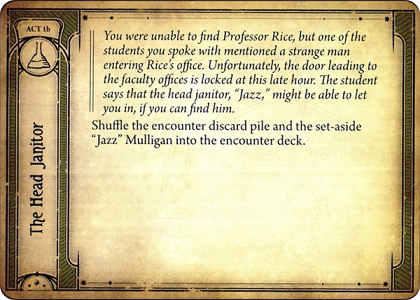 ACT 1b
The Head Janitor
You were unable to find Professor Rice, but one of the
students you spoke with mentioned a strange man
entering Rice's office. Unfortunately, the door leading to
the faculty offices is locked at this late hour. The student
says that the head janitor, "Jazz," might be able to let
you in, if you can find him.
Shuffle the encounter discard pile and the set-aside
"Jazz" Mulligan into the encounter deck.